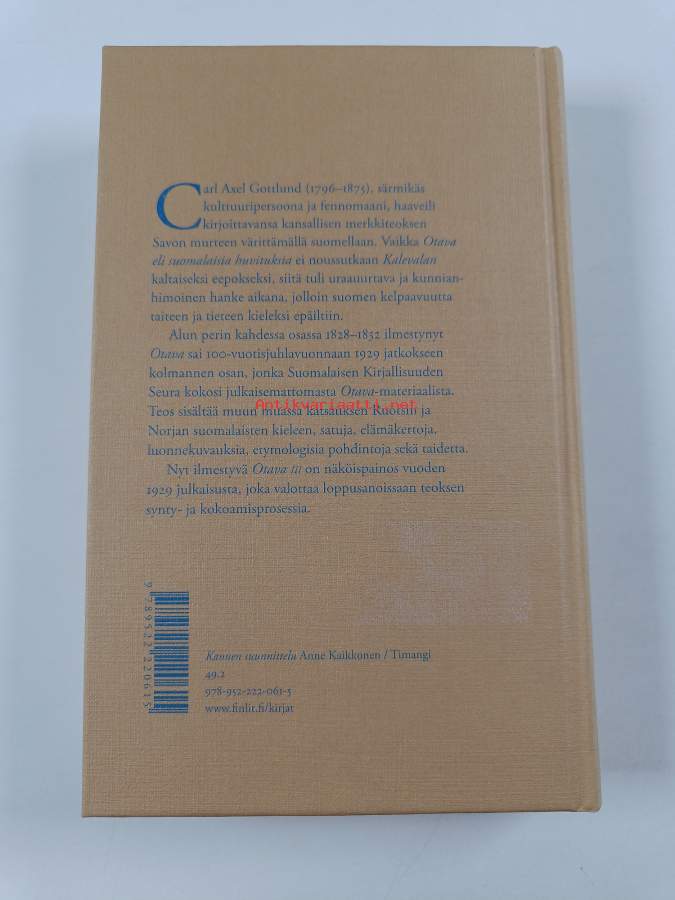 Carl Axel Gottlund (1796–1875), särmikäs
kulttuuripersoona ja fennomaani, haaveili
kirjoittavansa kansallisen merkkiteoksen
Savon murteen värittämällä suomellaan. Vaikka Otava
eli suomalaisia huvituksia ei noussutkaan Kalevalan
kaltaiseksi eepokseksi, siitä tuli uraauurtava ja kunnian-
himoinen hanke aikana, jolloin suomen kelpaavuutta
taiteen ja tieteen kieleksi epäiltiin.
Alun perin kahdessa osassa 1828–1832 ilmestynyt
Otava sai 100-vuotisjuhlavuonnaan 1929 jatkokseen
kolmannen osan, jonka Suomalaisen Kirjallisuuden
Seura kokosi julkaisemattomasta Otava-materiaalista.
Antikvariaatti.net
Teos sisältää muun muassa katsauksen Ruotsin ja
Norjan suomalaisten kieleen, satuja, elämäkertoja,
luonnekuvauksia, etymologisia pohdintoja sekä taidetta.
Nyt ilmestyvä Otava iii on näköispainos vuoden
1929 julkaisusta, joka valottaa loppusanoissaan teoksen
synty- ja kokoamisprosessia.
9 789522 220615
Kannen suunnittelu Anne Kaikkonen / Timangi
49.2
978-952-222-061-5
www.finlit.fi/kirjat